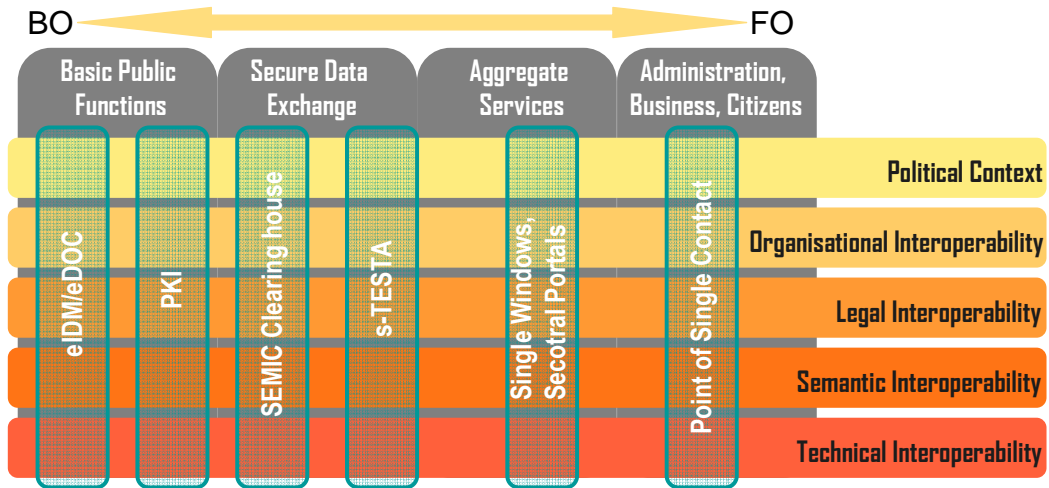 BO
FO
Basic Public
Functions
Secure Data
Exchange
Aggregate
Services
Administration,
Business, Citizens
Political Context
Organisational Interoperability
Legal Interoperability
Semantic Interoperability
Technical Interoperability
eIDM/eDOC
PKI
SEMIC Clearing house
s-TESTA
Single Windows,
Secotral Portals
Point of Single Contact